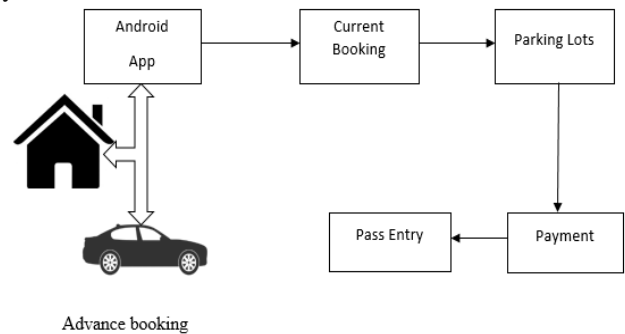 Android
App
Current
Booking
Parking Lots
Payment
Pass Entry
Advance booking